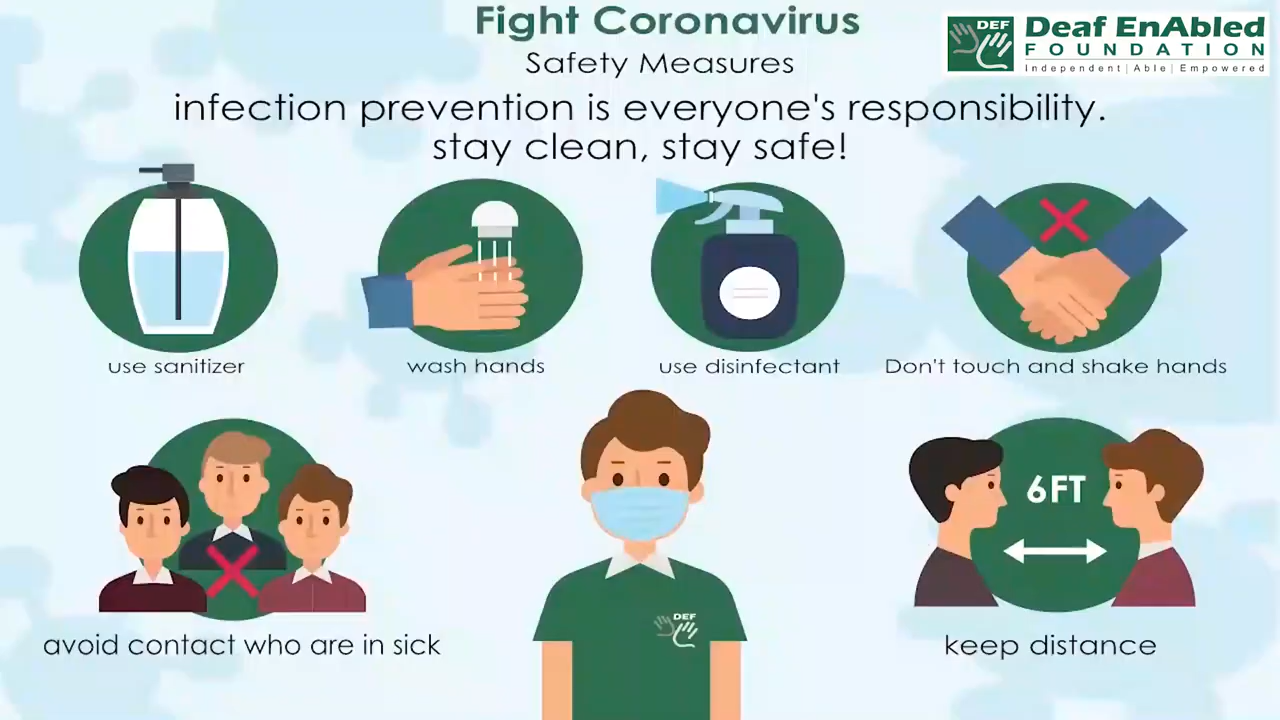 Fight Coronavirus
Safety Measures
DEF
Deaf EnAbled
FOUNDATION
Independent | Able | Empowered
infection prevention is everyone's responsibility.
stay clean, stay safe!
use sanitizer
wash hands
use disinfectant
Don't touch and shake hands
6FT
DEF
avoid contact who are in sick
keep distance